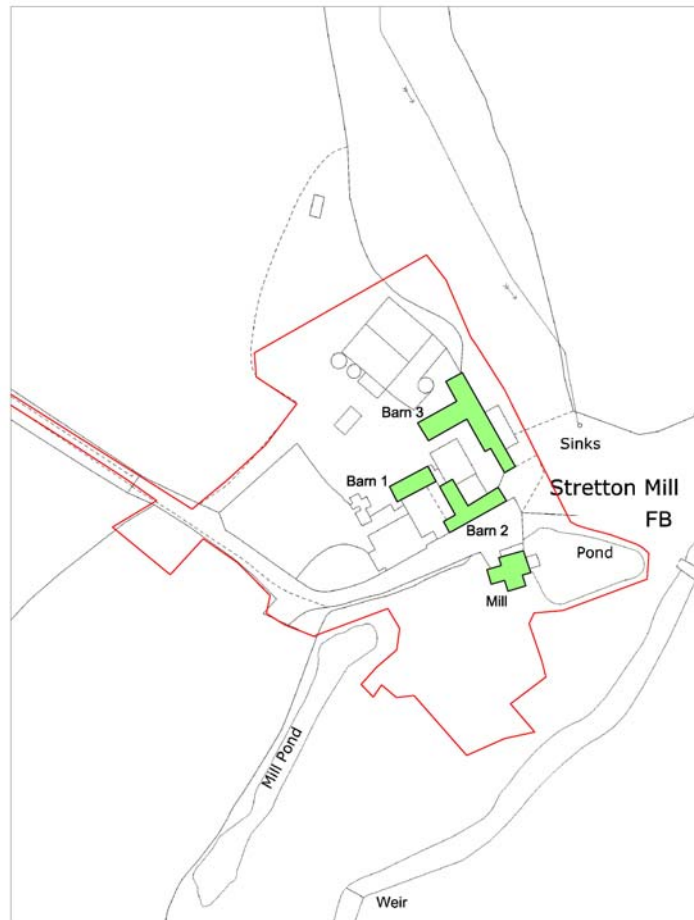 Barn 3
Sinks
Barn 1
Stretton Mill
FB
Barn 2
Pond
Mill
Mill Pond
Weir